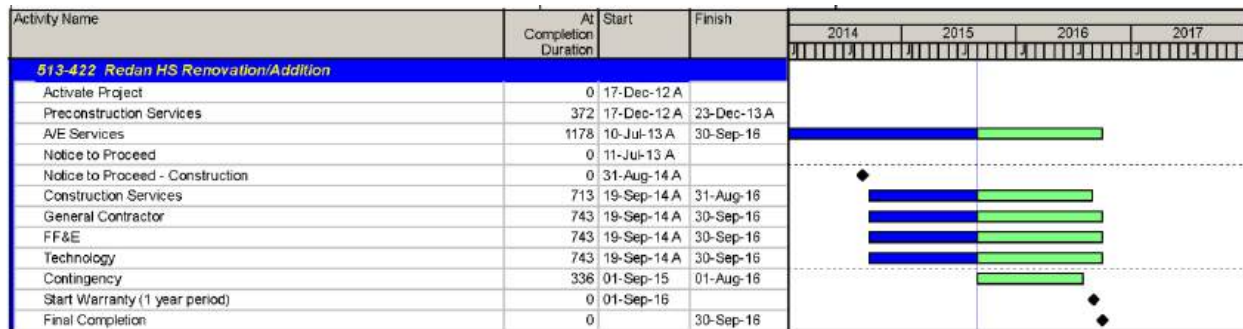 Activity Name At Completion Duration Start Finish
2014 2015 2016 2017
J J J J J J J J
513-422 Redan HS Renovation/Addition
Activate Project 0 17-Dec-12 A
Preconstruction Services 372 17-Dec-12 A 23-Dec-13 A
A/E Services 1178 10-Jul-13 A 30-Sep-16
Notice to Proceed 0 11-Jul-13 A
Notice to Proceed - Construction 0 31-Aug-14 A
Construction Services 713 19-Sep-14 A 31-Aug-16
General Contractor 743 19-Sep-14 A 30-Sep-16
FF&E 743 19-Sep-14 A 30-Sep-16
Technology 743 19-Sep-14 A 30-Sep-16
Contingency 336 01-Sep-15 01-Aug-16
Start Warranty (1 year period) 0 01-Sep-16
Final Completion 0 30-Sep-16